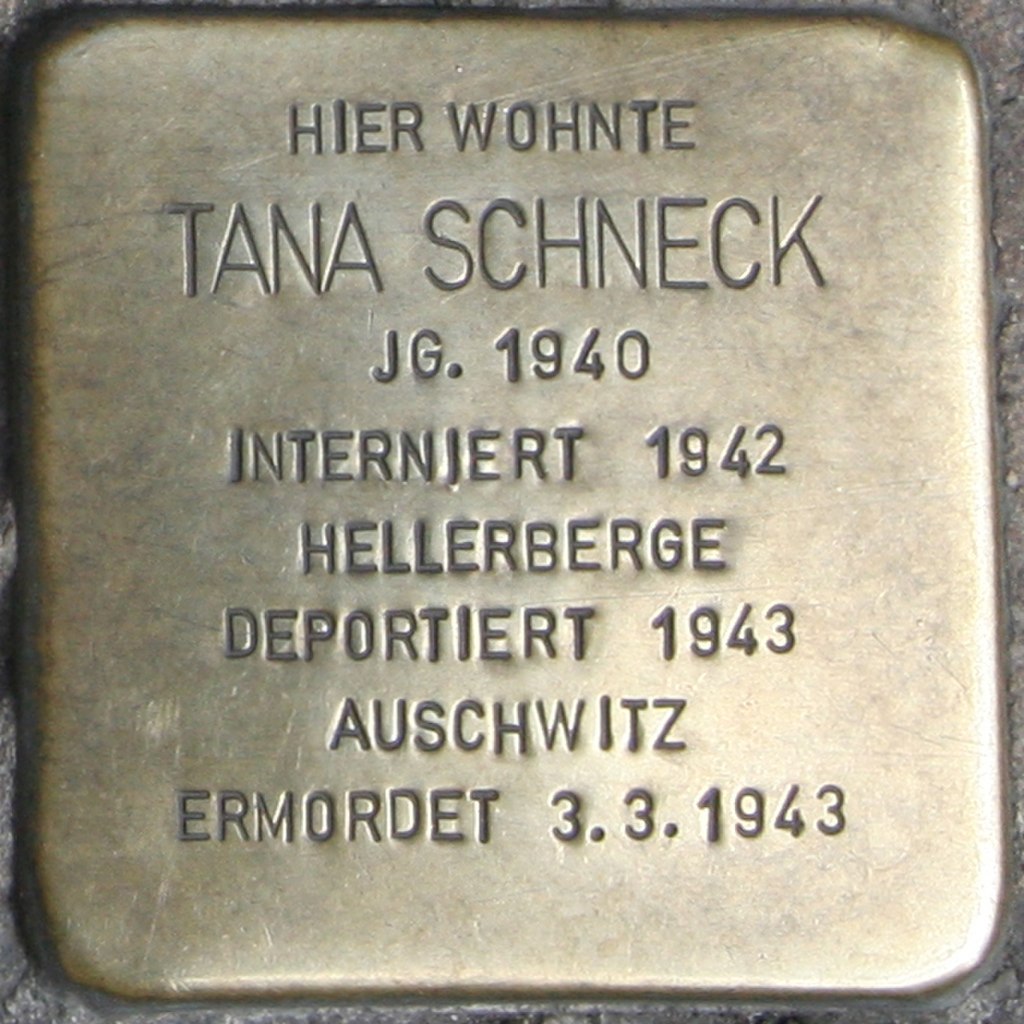 HIER WOHNTE
TANA SCHNECK
JG. 1940
INTERNIERT 1942
HELLERBERGE
DEPORTIERT 1943
AUSCHWITZ
ERMORDET 3.3.1943